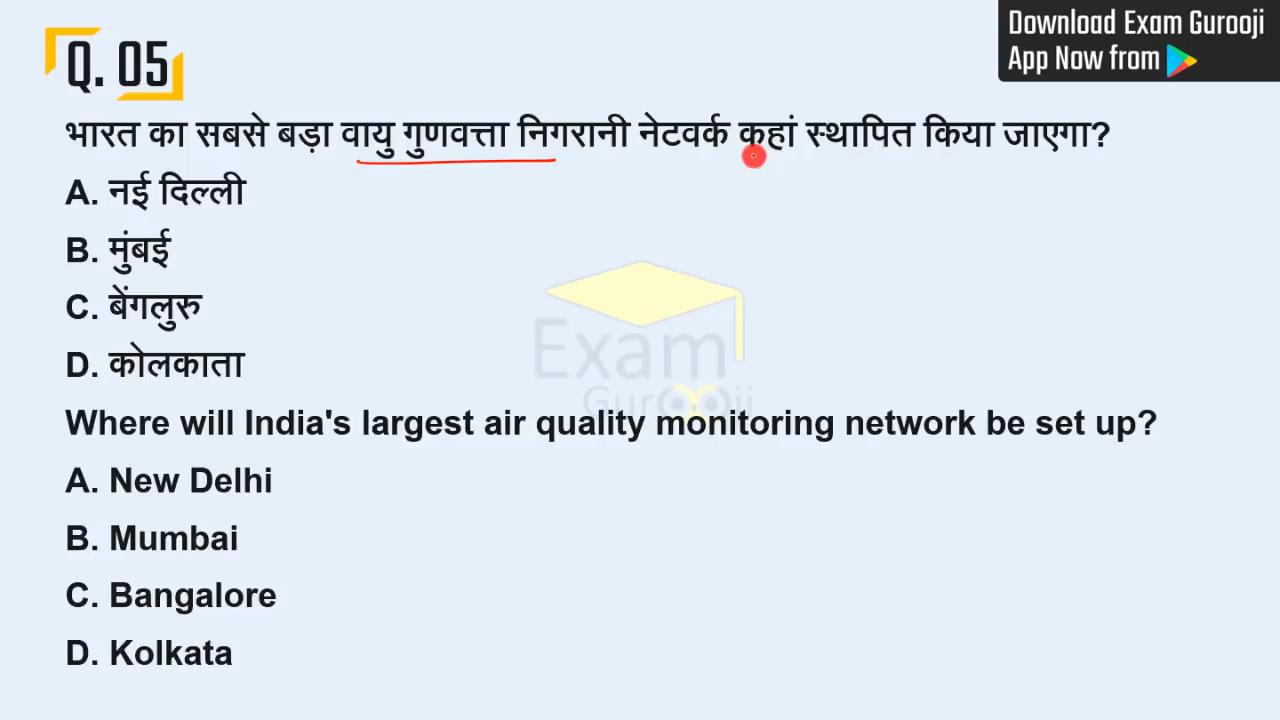 Download Exam Gurooji
App Now from
Q. 05
भारत का सबसे बड़ा वायु गुणवत्ता निगरानी नेटवर्क कहां स्थापित किया जाएगा?
A. नई दिल्ली
B. मुंबई
C. बेंगलुरु
D. कोलकाता
Exam
Gurooji
Where will India's largest air quality monitoring network be set up?
A. New Delhi
B. Mumbai
C. Bangalore
D. Kolkata